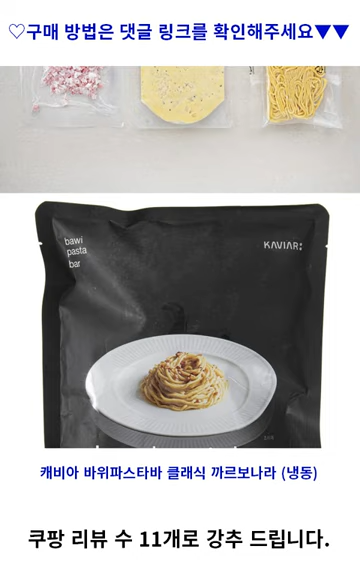 ♡구매 방법은 댓글 링크를 확인해주세요▼▼
bawi
pasta
bar
KAVIAR:
캐비아 바위파스타바 클래식 까르보나라 (냉동)
쿠팡 리뷰 수 11개로 강추 드립니다.